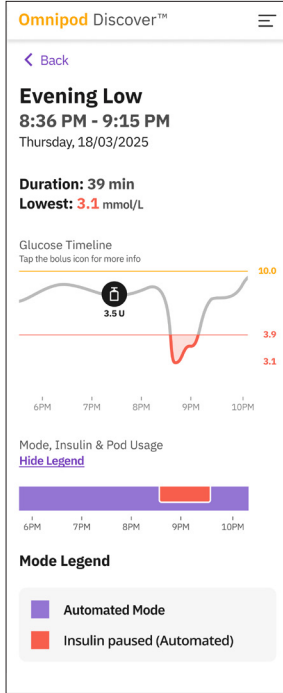 Omnipod Discover™
Back
Evening Low
8:36 PM - 9:15 PM
Thursday, 18/03/2025
Duration: 39 min
Lowest: 3.1 mmol/L
Glucose Timeline
Tap the bolus icon for more info
10.0
3.5 U
3.9
3.1
6PM 7PM 8PM 9PM 10PM
Mode, Insulin & Pod Usage
Hide Legend
6PM 7PM 8PM 9PM 10PM
Mode Legend
Automated Mode
Insulin paused (Automated)